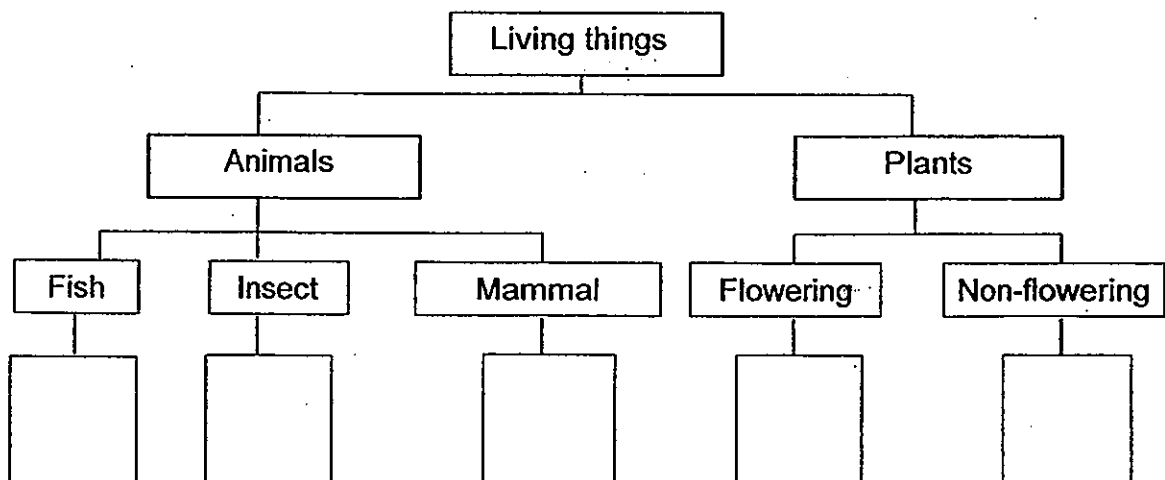 Living things
Animals
Plants
Fish
Insect
Mammal
Flowering
Non-flowering